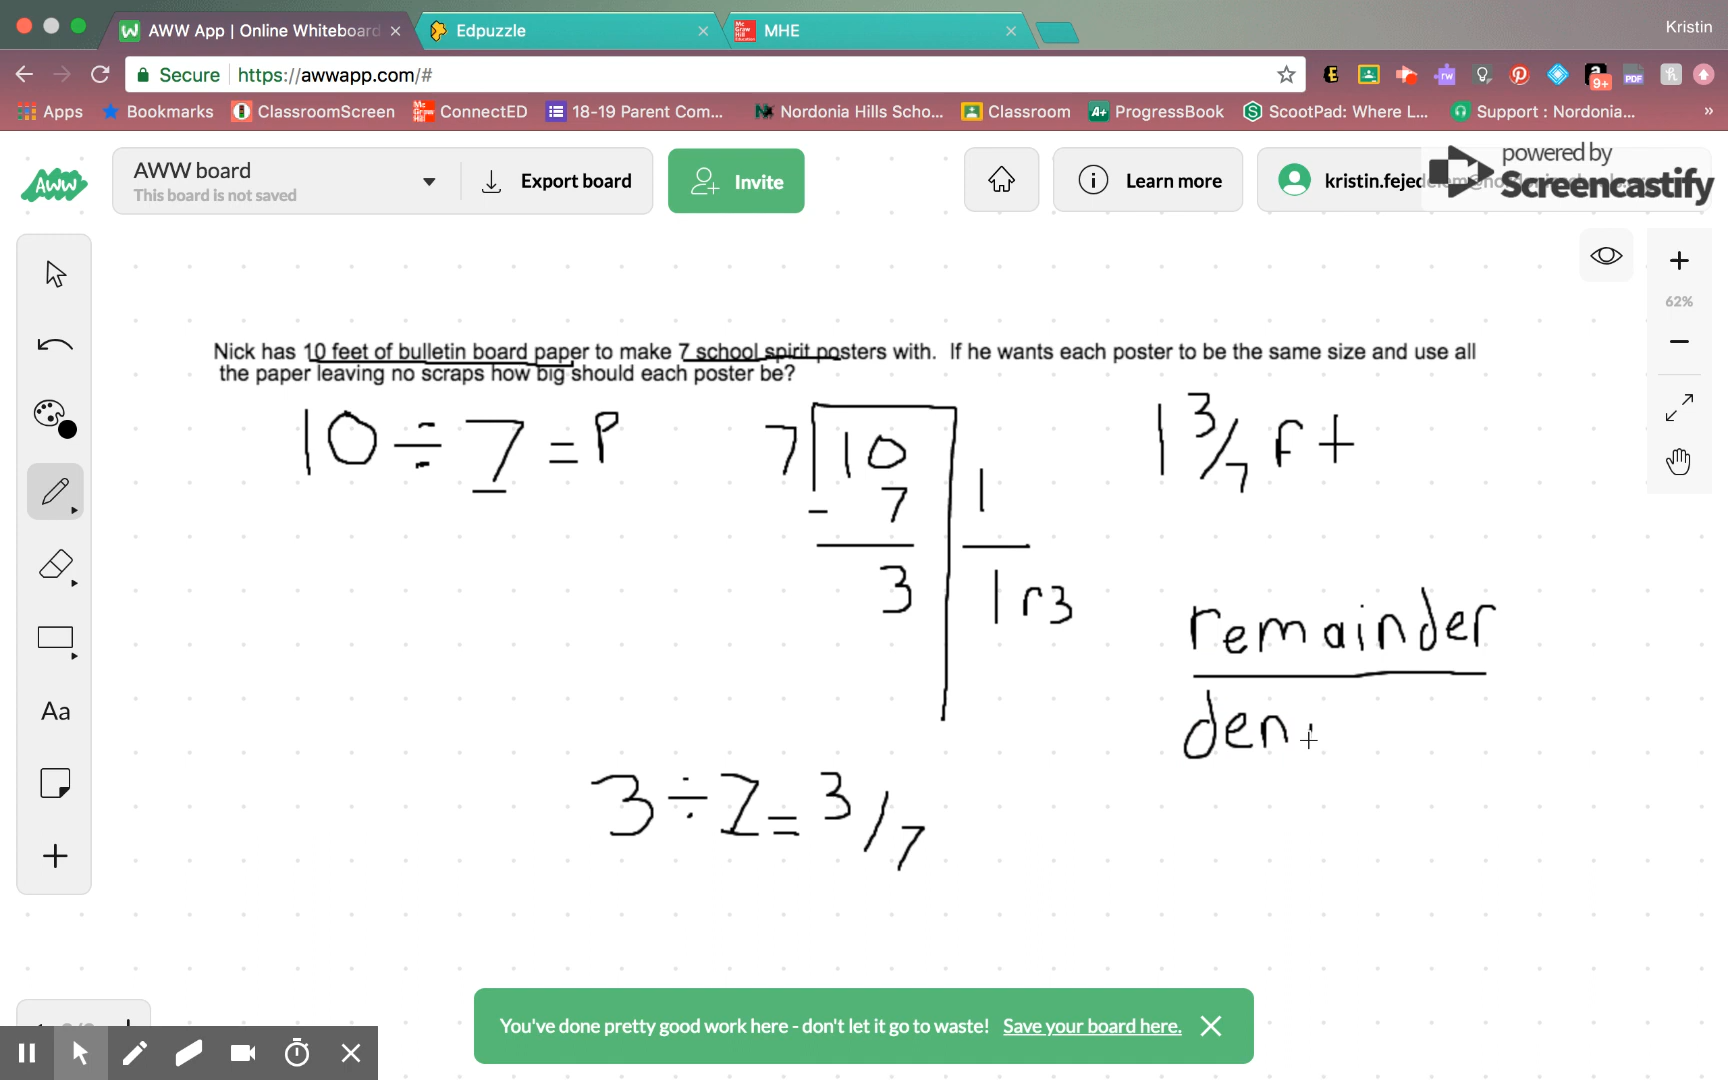 AWW App | Online Whiteboard
Edpuzzle
MHE
Kristin
Secure
https://awwapp.com/#
9+
PDF
Apps
Bookmarks
ClassroomScreen
ConnectED
18-19 Parent Com...
Nordonia Hills Scho...
Classroom
ProgressBook
ScootPad: Where L...
Support : Nordonia...
»
AWW
AWW board
This board is not saved
Export board
Invite
Learn more
kristin.fejed
powered by
Screencastify
62%
Nick has 10 feet of bulletin board paper to make 7 school spirit posters with. If he wants each poster to be the same size and use all
the paper leaving no scraps how big should each poster be?
10 ÷ 7 = P
7 10
- 7
3
1
1 r3
1 3/7 ft
remainder
den
3 ÷ 7 = 3/7
Aa
You've done pretty good work here - don't let it go to waste! Save your board here.